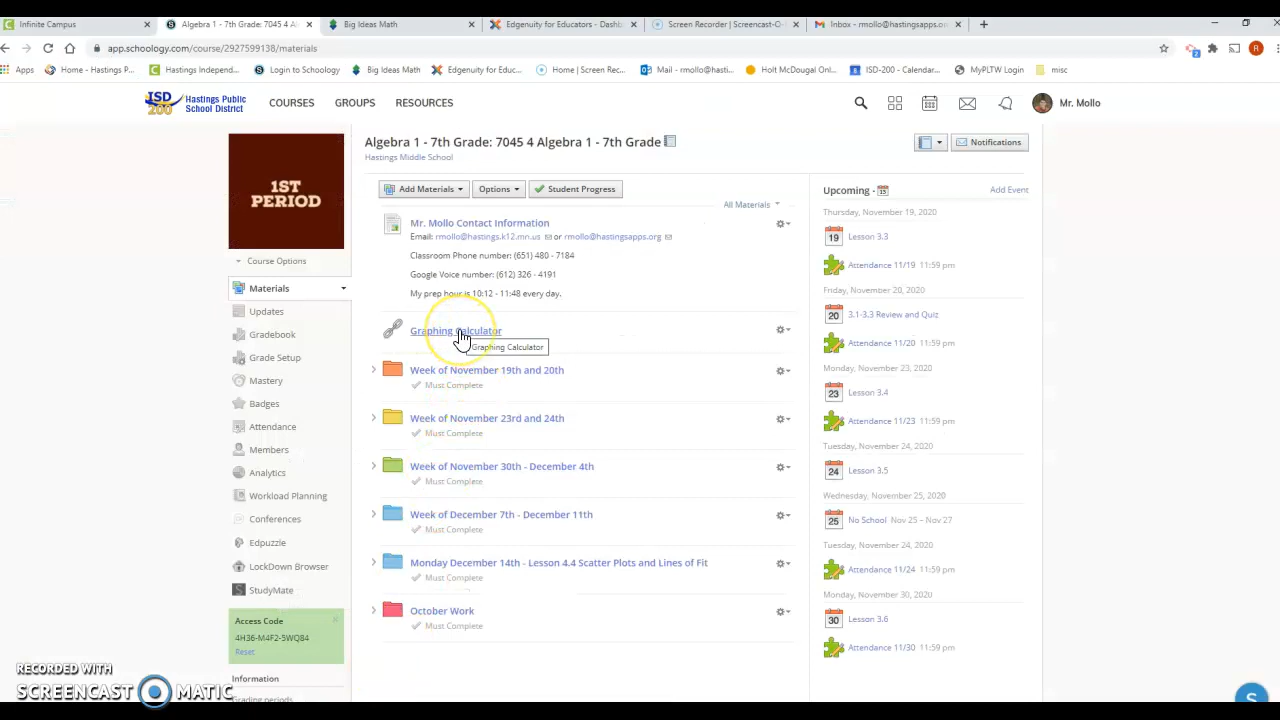 Infinite Campus
Algebra 1 - 7th Grade: 7045 4 Al
Big Ideas Math
Edgenuity for Educators - Dashb
Screen Recorder | Screencast-O-
Inbox - rmollo@hastingsapps.or
app.schoology.com/course/2927599138/materials
Apps
Home - Hastings P...
Hastings Independ...
Login to Schoology
Big Ideas Math
Edgenuity for Educ...
Home | Screen Rec...
Mail - rmollo@hasti...
Holt McDougal Onl...
ISD-200 - Calendar...
MyPLTW Login
misc
ISD 200
Hastings Public
School District
COURSES
GROUPS
RESOURCES
Mr. Mollo
1ST
PERIOD
Course Options
Materials
Updates
Gradebook
Grade Setup
Mastery
Badges
Attendance
Members
Analytics
Workload Planning
Conferences
Edpuzzle
LockDown Browser
StudyMate
Access Code
4H36-M4F2-5WQ84
Reset
Information
Grading periods
Algebra 1 - 7th Grade: 7045 4 Algebra 1 - 7th Grade
Hastings Middle School
Notifications
Add Materials
Options
Student Progress
All Materials
Mr. Mollo Contact Information
Email: rmollo@hastings.k12.mn.us or rmollo@hastingsapps.org
Classroom Phone number: (651) 480 - 7184
Google Voice number: (612) 326 - 4191
My prep hour is 10:12 - 11:48 every day.
Graphing Calculator
Graphing Calculator
Week of November 19th and 20th
Must Complete
Week of November 23rd and 24th
Must Complete
Week of November 30th - December 4th
Must Complete
Week of December 7th - December 11th
Must Complete
Monday December 14th - Lesson 4.4 Scatter Plots and Lines of Fit
Must Complete
October Work
Must Complete
Upcoming
Add Event
Thursday, November 19, 2020
19 Lesson 3.3
Attendance 11/19 11:59 pm
Friday, November 20, 2020
20 3.1-3.3 Review and Quiz
Attendance 11/20 11:59 pm
Monday, November 23, 2020
23 Lesson 3.4
Attendance 11/23 11:59 pm
Tuesday, November 24, 2020
24 Lesson 3.5
Wednesday, November 25, 2020
25 No School Nov 25 - Nov 27
Tuesday, November 24, 2020
Attendance 11/24 11:59 pm
Monday, November 30, 2020
30 Lesson 3.6
Attendance 11/30 11:59 pm
RECORDED WITH
SCREENCAST MATIC